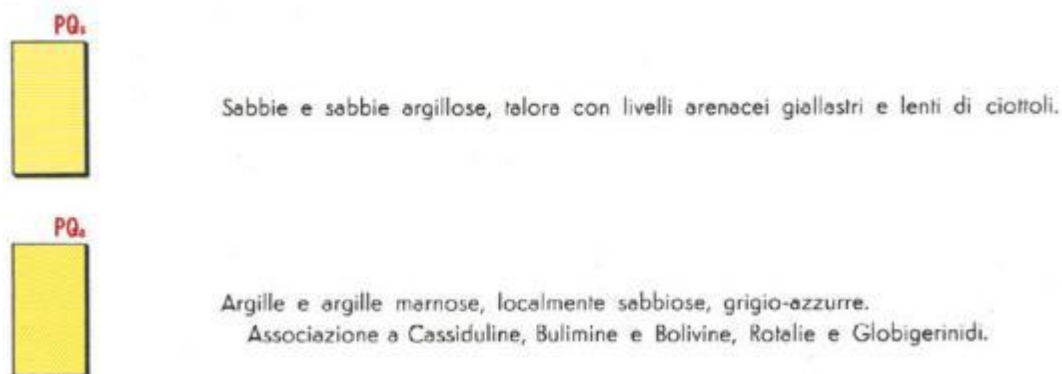 PQs
Sabbie e sabbie argillose, talora con livelli arenacei giallastri e lenti di ciottoli.
PQa
Argille e argille marnose, localmente sabbiose, grigio-azzurre.
Associazione a Cassiduline, Bulimine e Bolivine, Rotalie e Globigerinidi.